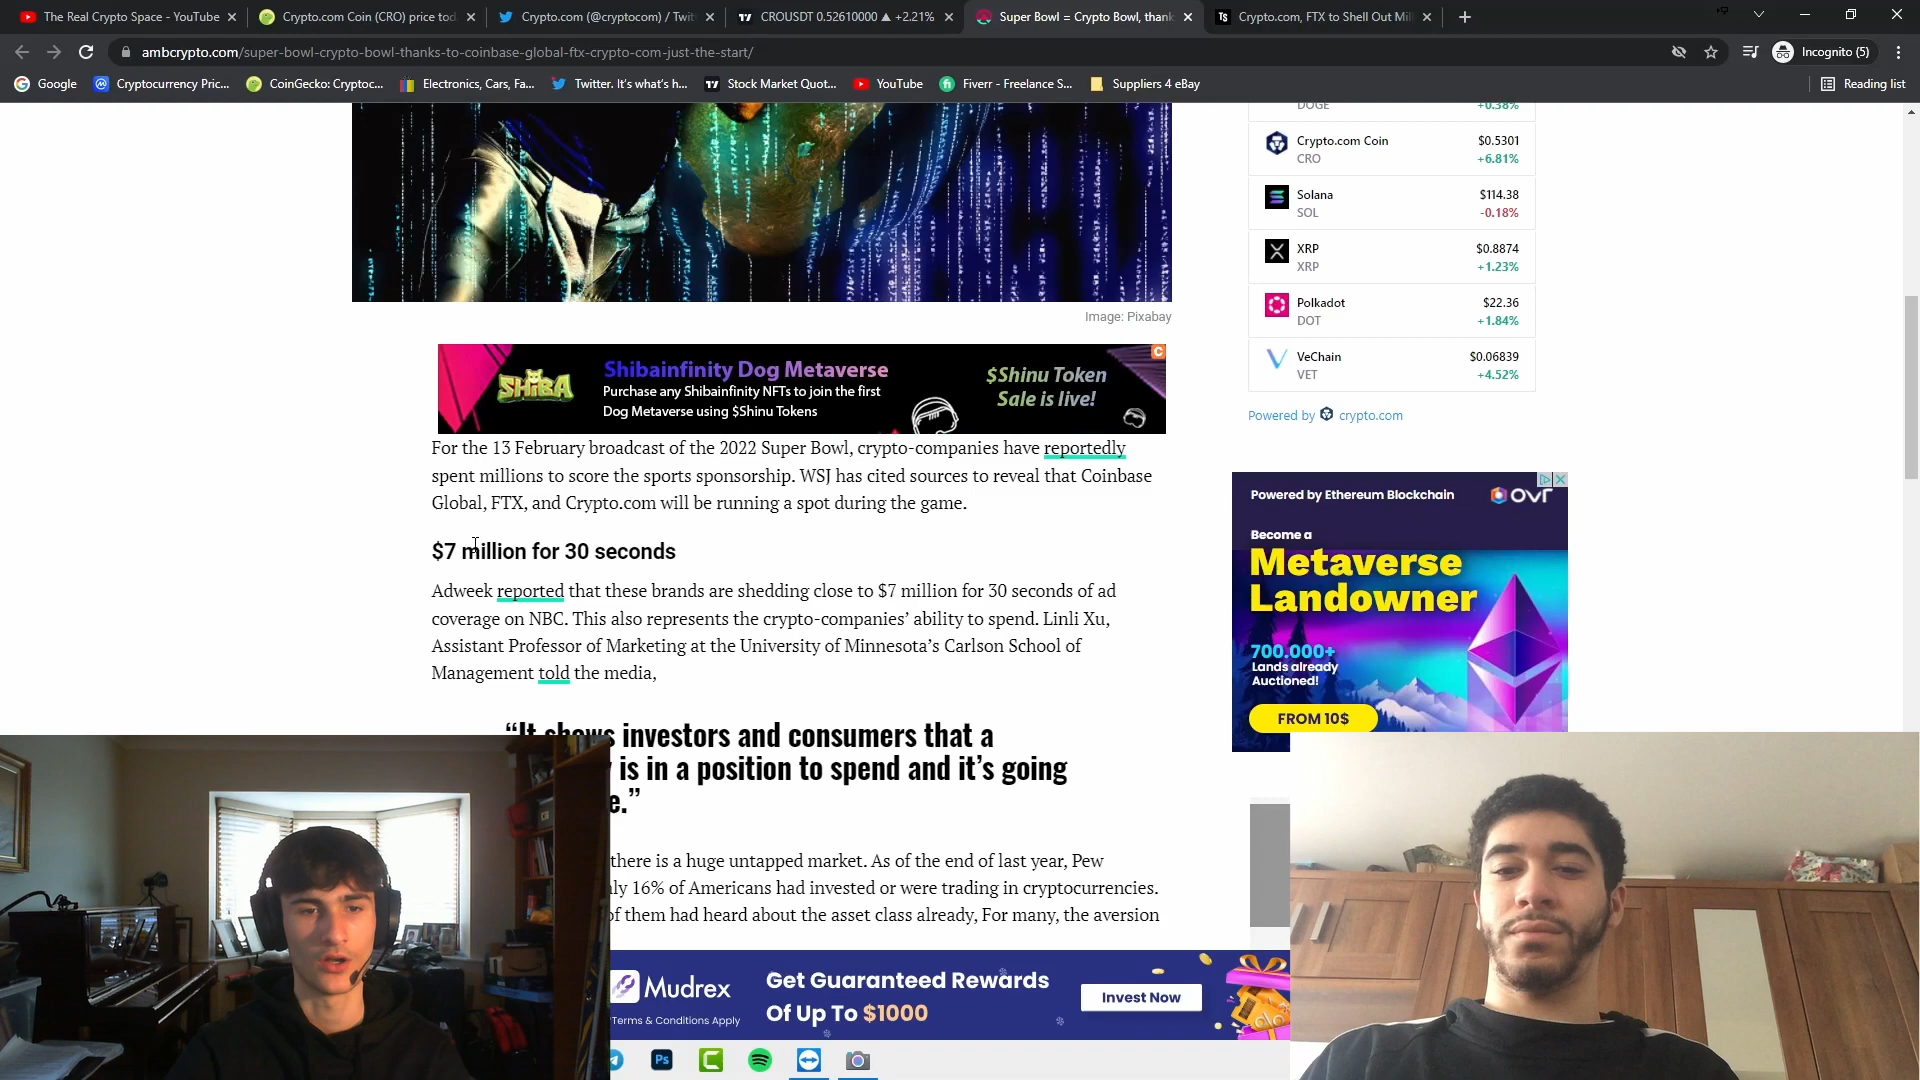 The Real Crypto Space - YouTube
Crypto.com Coin (CRO) price tod
Crypto.com (@cryptocom) / Twit
CROUSDT 0.52610000 ▲ +2.21%
Super Bowl = Crypto Bowl, thank
Crypto.com, FTX to Shell Out Mil
ambcrypto.com/super-bowl-crypto-bowl-thanks-to-coinbase-global-ftx-crypto-com-just-the-start/
Incognito (5)
Google
Cryptocurrency Pric...
CoinGecko: Cryptoc...
Electronics, Cars, Fa...
Twitter. It's what's h...
Stock Market Quot...
YouTube
Fiverr - Freelance S...
Suppliers 4 eBay
Reading list
DOGE +0.38%
Crypto.com Coin $0.5301
CRO +6.81%
Solana $114.38
SOL -0.18%
XRP $0.8874
XRP +1.23%
Polkadot $22.36
DOT +1.84%
VeChain $0.06839
VET +4.52%
Powered by crypto.com
Image: Pixabay
SHIBA
Shibainfinity Dog Metaverse
Purchase any Shibainfinity NFTs to join the first
Dog Metaverse using $Shinu Tokens
$Shinu Token
Sale is live!
For the 13 February broadcast of the 2022 Super Bowl, crypto-companies have reportedly
spent millions to score the sports sponsorship. WSJ has cited sources to reveal that Coinbase
Global, FTX, and Crypto.com will be running a spot during the game.
$7 million for 30 seconds
Adweek reported that these brands are shedding close to $7 million for 30 seconds of ad
coverage on NBC. This also represents the crypto-companies' ability to spend. Linli Xu,
Assistant Professor of Marketing at the University of Minnesota's Carlson School of
Management told the media,
“It shows investors and consumers that a
is in a position to spend and it's going
e.”
there is a huge untapped market. As of the end of last year, Pew
ly 16% of Americans had invested or were trading in cryptocurrencies.
of them had heard about the asset class already, For many, the aversion
Powered by Ethereum Blockchain
OVr
Become a
Metaverse
Landowner
700.000+
Lands already
Auctioned!
FROM 10$
Mudrex
Terms & Conditions Apply
Get Guaranteed Rewards
Of Up To $1000
Invest Now
Ps